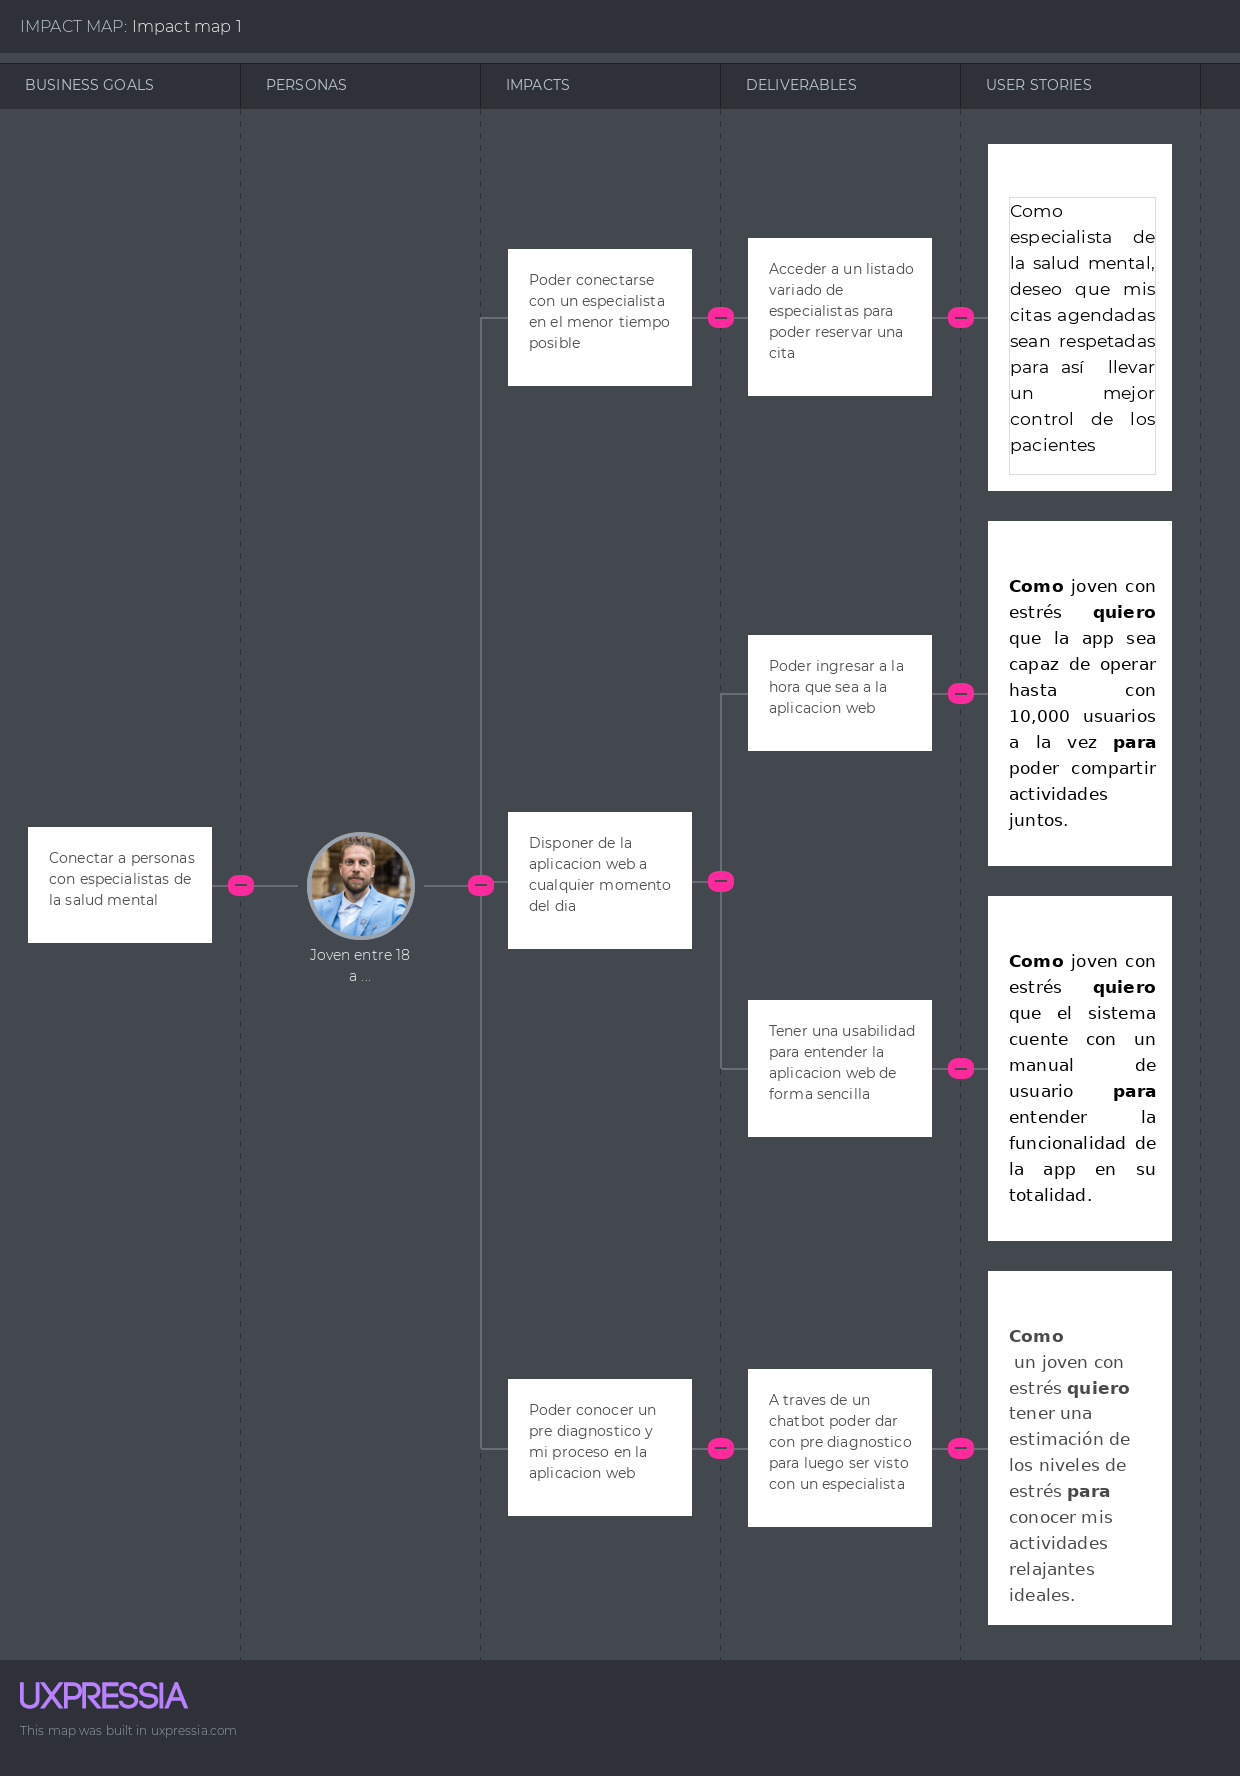 IMPACT MAP: Impact map 1
BUSINESS GOALS
PERSONAS
IMPACTS
DELIVERABLES
USER STORIES
Conectar a personas
con especialistas de
la salud mental
Joven entre 18
a ...
Poder conectarse
con un especialista
en el menor tiempo
posible
Acceder a un listado
variado de
especialistas para
poder reservar una
cita
Como
especialista de
la salud mental,
deseo que mis
citas agendadas
sean respetadas
para así llevar
un mejor
control de los
pacientes
Disponer de la
aplicacion web a
cualquier momento
del dia
Poder ingresar a la
hora que sea a la
aplicacion web
Como joven con
estrés quiero
que la app sea
capaz de operar
hasta con
10,000 usuarios
a la vez para
poder compartir
actividades
juntos.
Tener una usabilidad
para entender la
aplicacion web de
forma sencilla
Como joven con
estrés quiero
que el sistema
cuente con un
manual de
usuario para
entender la
funcionalidad de
la app en su
totalidad.
Poder conocer un
pre diagnostico y
mi proceso en la
aplicacion web
A traves de un
chatbot poder dar
con pre diagnostico
para luego ser visto
con un especialista
Como
un joven con
estrés quiero
tener una
estimación de
los niveles de
estrés para
conocer mis
actividades
relajantes
ideales.
UXPRESSIA
This map was built in uxpressia.com